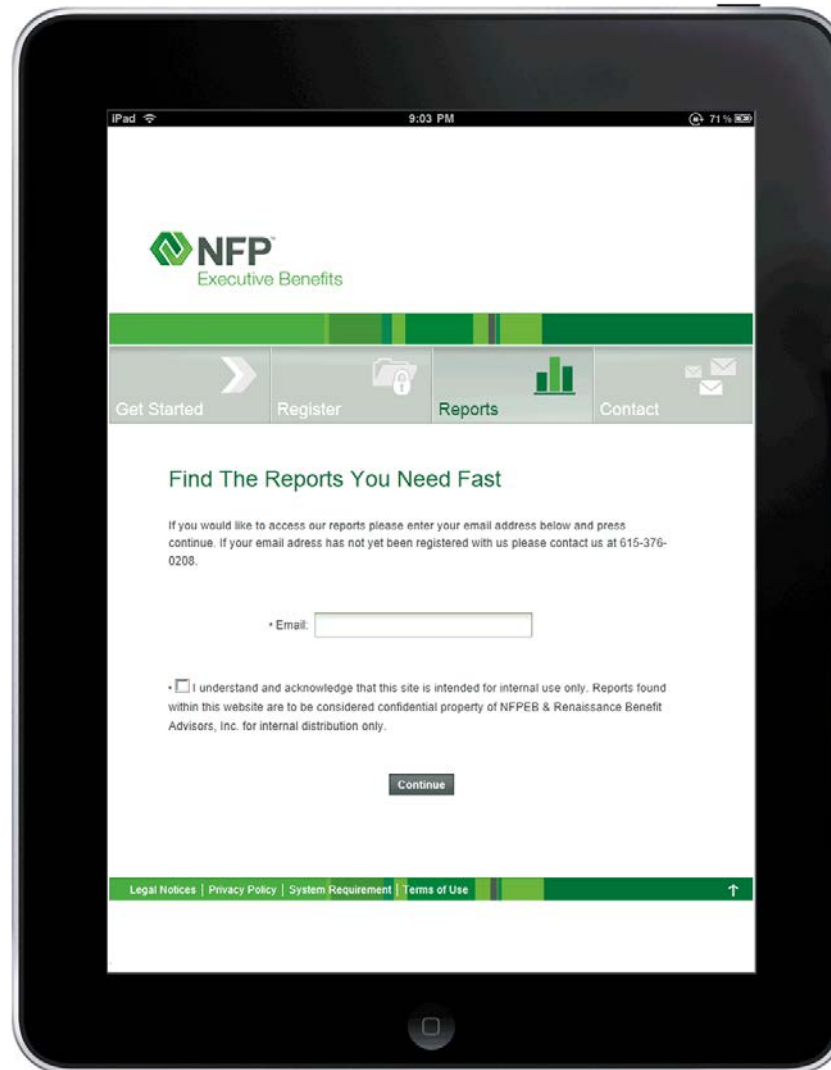 iPad 9:03 PM 71%
NFP™
Executive Benefits
Get Started Register Reports Contact
Find The Reports You Need Fast
If you would like to access our reports please enter your email address below and press
continue. If your email adress has not yet been registered with us please contact us at 615-376-
0208.
* Email:
* I understand and acknowledge that this site is intended for internal use only. Reports found
within this website are to be considered confidential property of NFPEB & Renaissance Benefit
Advisors, Inc. for internal distribution only.
Continue
Legal Notices | Privacy Policy | System Requirement | Terms of Use